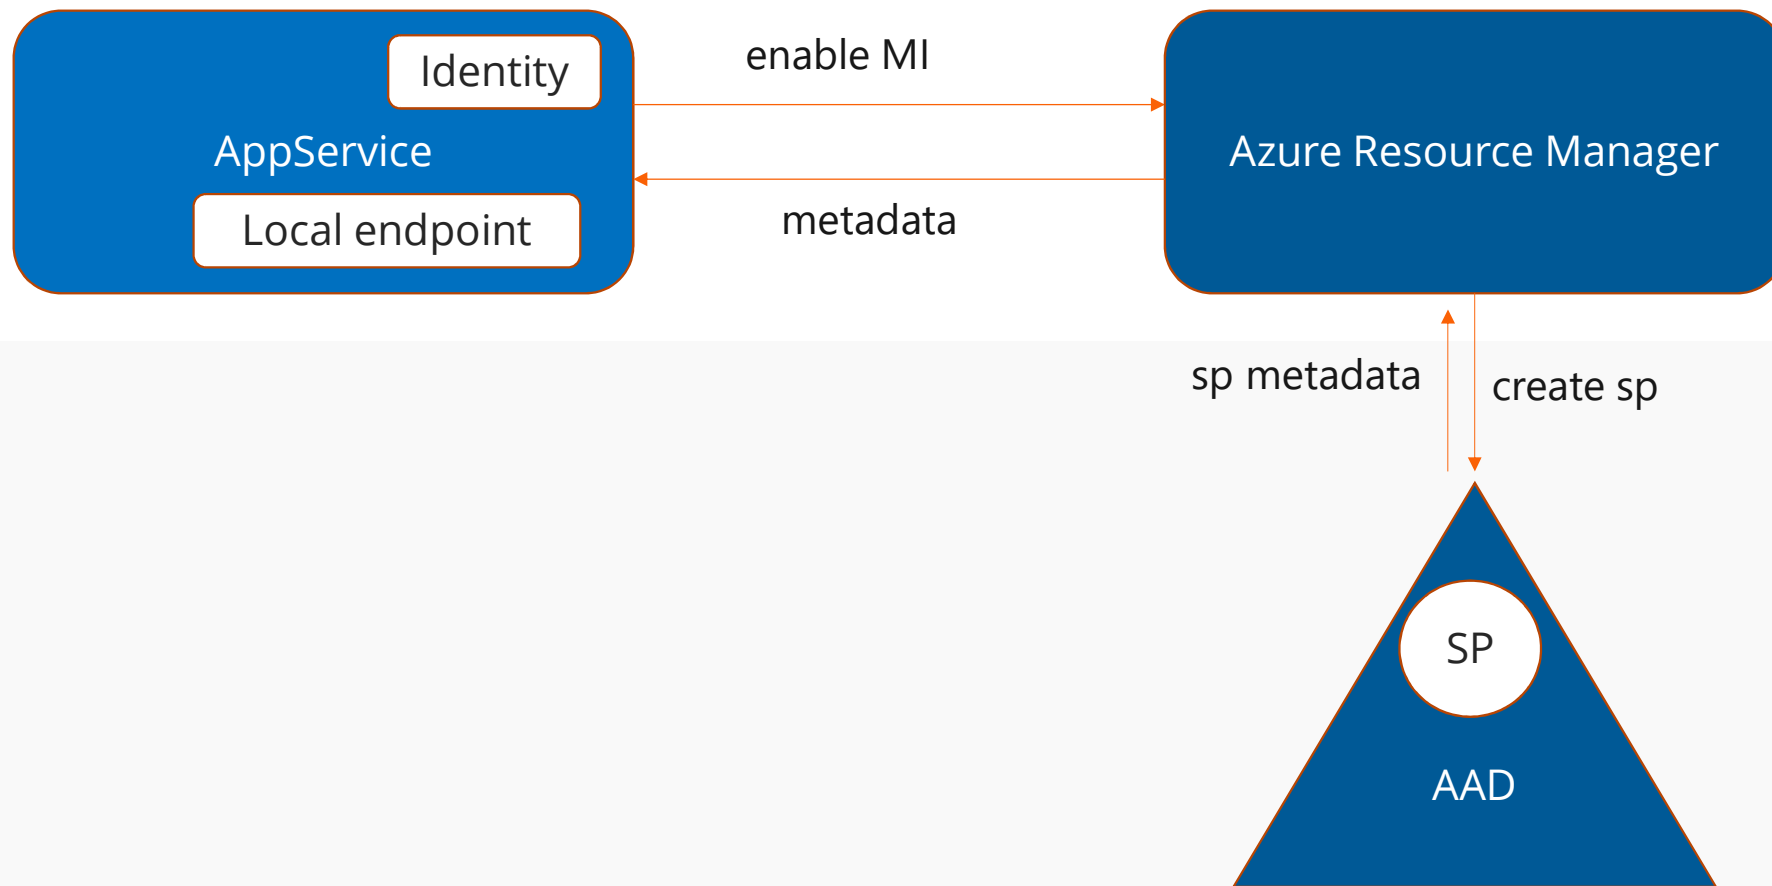 Identity
enable MI
AppService
Azure Resource Manager
Local endpoint
metadata
sp metadata
create sp
SP
AAD